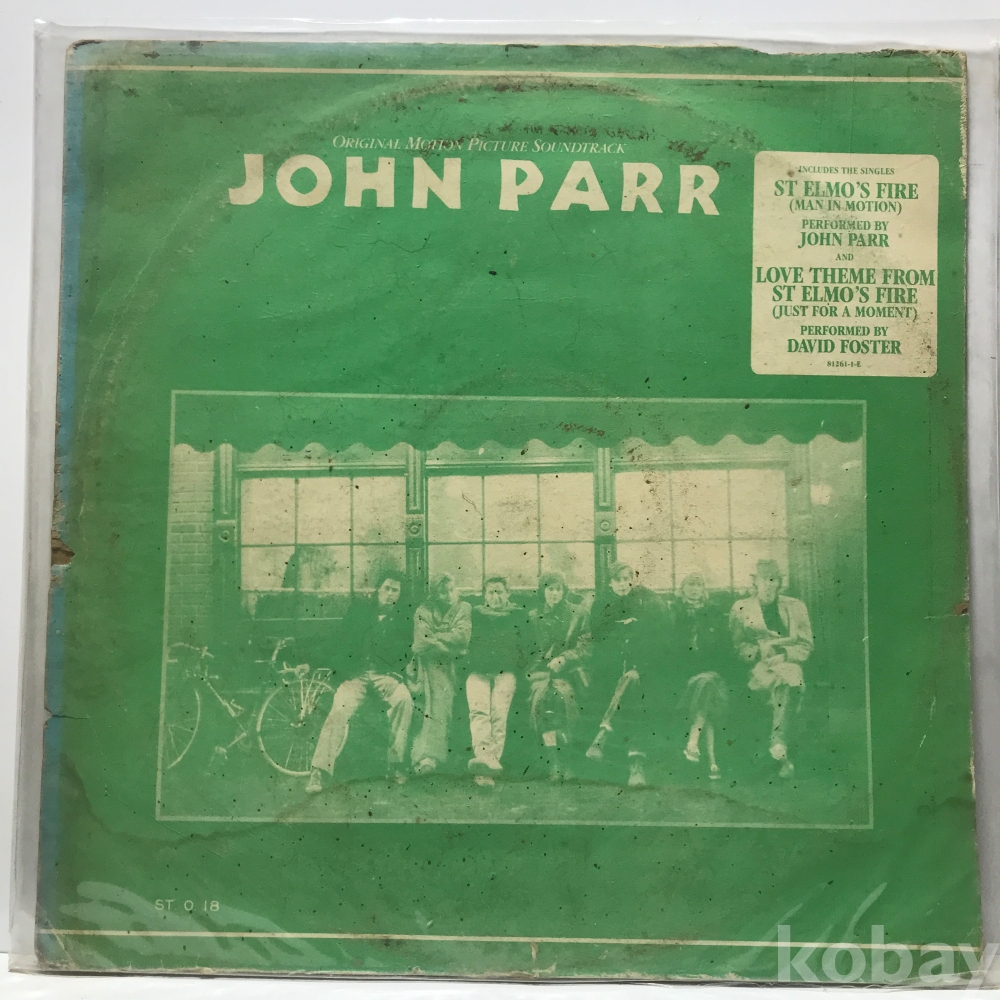 ORIGINAL MOTION PICTURE SOUNDTRACK
JOHN PARR
INCLUDES THE SINGLES
ST ELMO'S FIRE
(MAN IN MOTION)
PERFORMED BY
JOHN PARR
AND
LOVE THEME FROM
ST ELMO'S FIRE
(JUST FOR A MOMENT)
PERFORMED BY
DAVID FOSTER
81261-1-E
ST 0 18
kobay